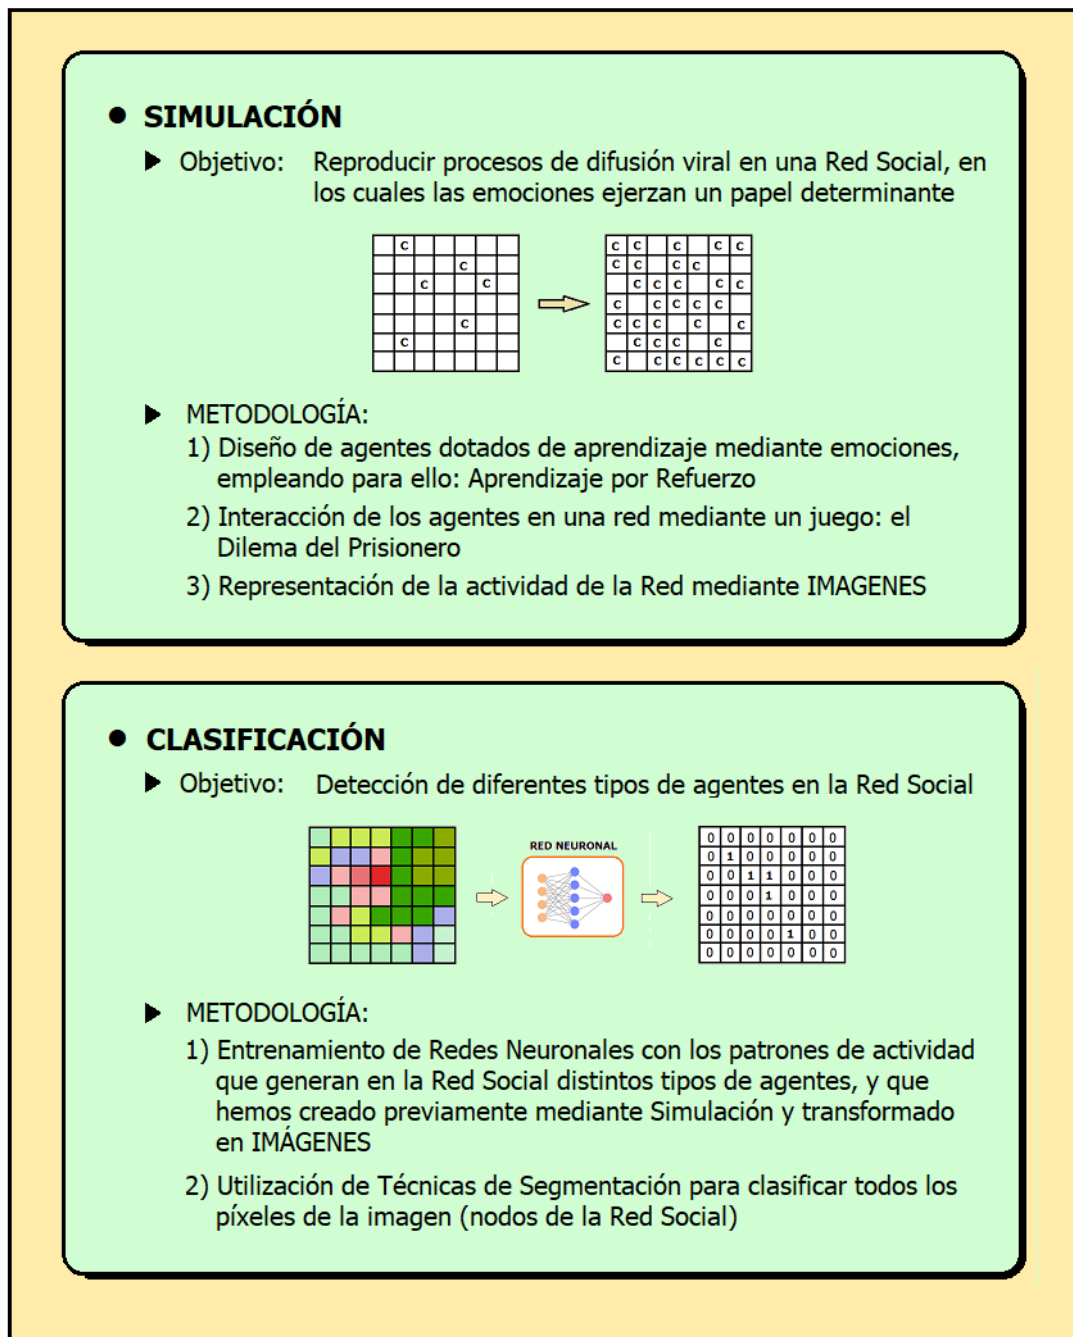 SIMULACIÓN
Objetivo: Reproducir procesos de difusión viral en una Red Social, en
los cuales las emociones ejerzan un papel determinante
C
C
C C
C
C
C C C C C
C C C C
C C C C C
C C C C C
C C C C C
C C C C
C C C C C C
METODOLOGÍA:
1) Diseño de agentes dotados de aprendizaje mediante emociones,
empleando para ello: Aprendizaje por Refuerzo
2) Interacción de los agentes en una red mediante un juego: el
Dilema del Prisionero
3) Representación de la actividad de la Red mediante IMAGENES
CLASIFICACIÓN
Objetivo: Detección de diferentes tipos de agentes en la Red Social
RED NEURONAL
0 0 0 0 0 0 0
0 1 0 0 0 0 0
0 0 1 1 0 0 0
0 0 0 1 0 0 0
0 0 0 0 0 0 0
0 0 0 0 1 0 0
0 0 0 0 0 0 0
METODOLOGÍA:
1) Entrenamiento de Redes Neuronales con los patrones de actividad
que generan en la Red Social distintos tipos de agentes, y que
hemos creado previamente mediante Simulación y transformado
en IMÁGENES
2) Utilización de Técnicas de Segmentación para clasificar todos los
píxeles de la imagen (nodos de la Red Social)